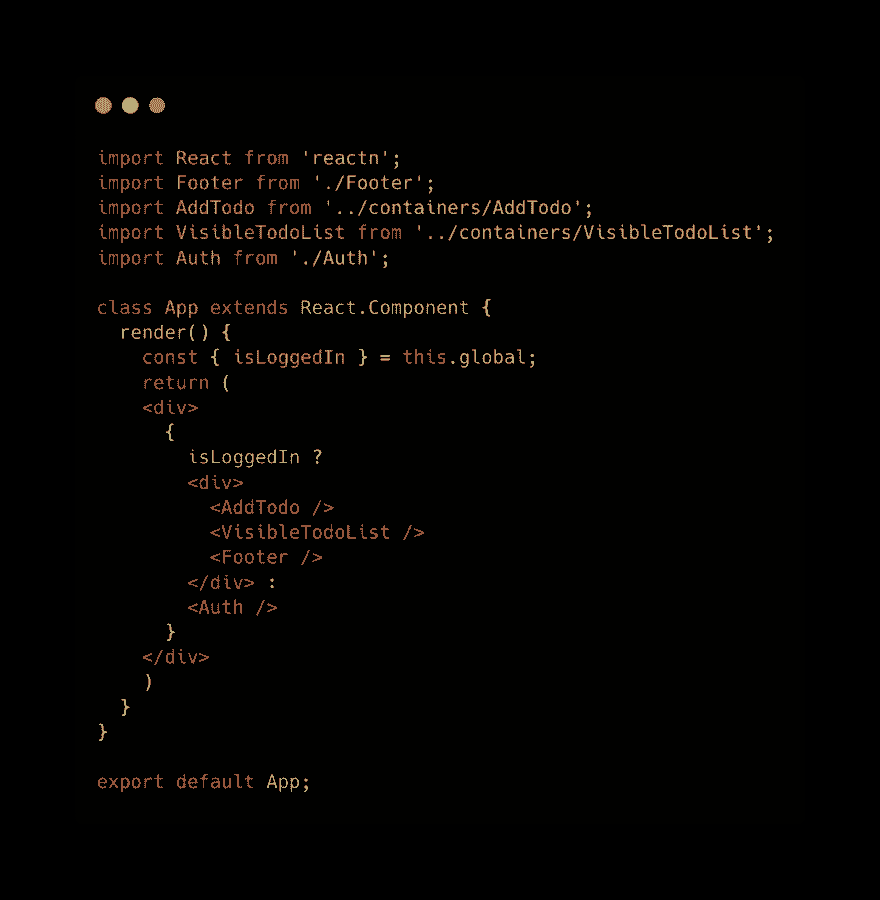 import React from 'reactn';
import Footer from './Footer';
import AddTodo from '../containers/AddTodo';
import VisibleTodoList from '../containers/VisibleTodoList';
import Auth from './Auth';

class App extends React.Component {
  render() {
    const { isLoggedIn } = this.global;
    return (
    <div>
      {
        isLoggedIn ?
        <div>
          <AddTodo />
          <VisibleTodoList />
          <Footer />
        </div> :
        <Auth />
      }
    </div>
    )
  }
}

export default App;